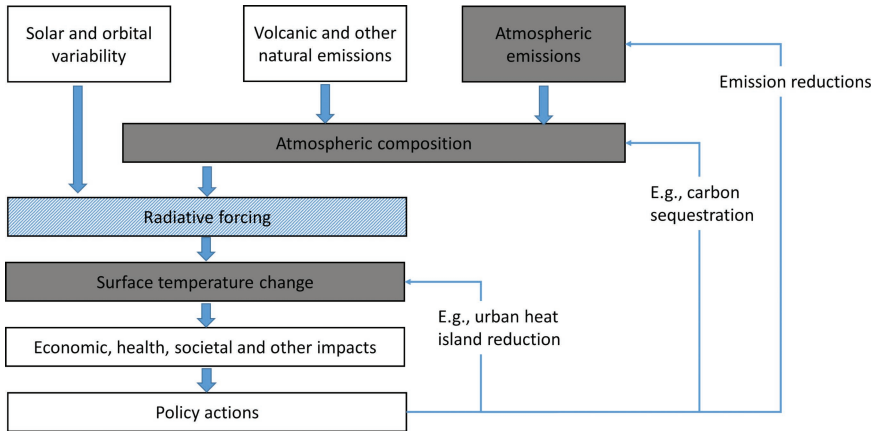 Solar and orbital
variability
Volcanic and other
natural emissions
Atmospheric
emissions
Emission reductions
Atmospheric composition
E.g., carbon
sequestration
Radiative forcing
Surface temperature change
E.g., urban heat
island reduction
Economic, health, societal and other impacts
Policy actions